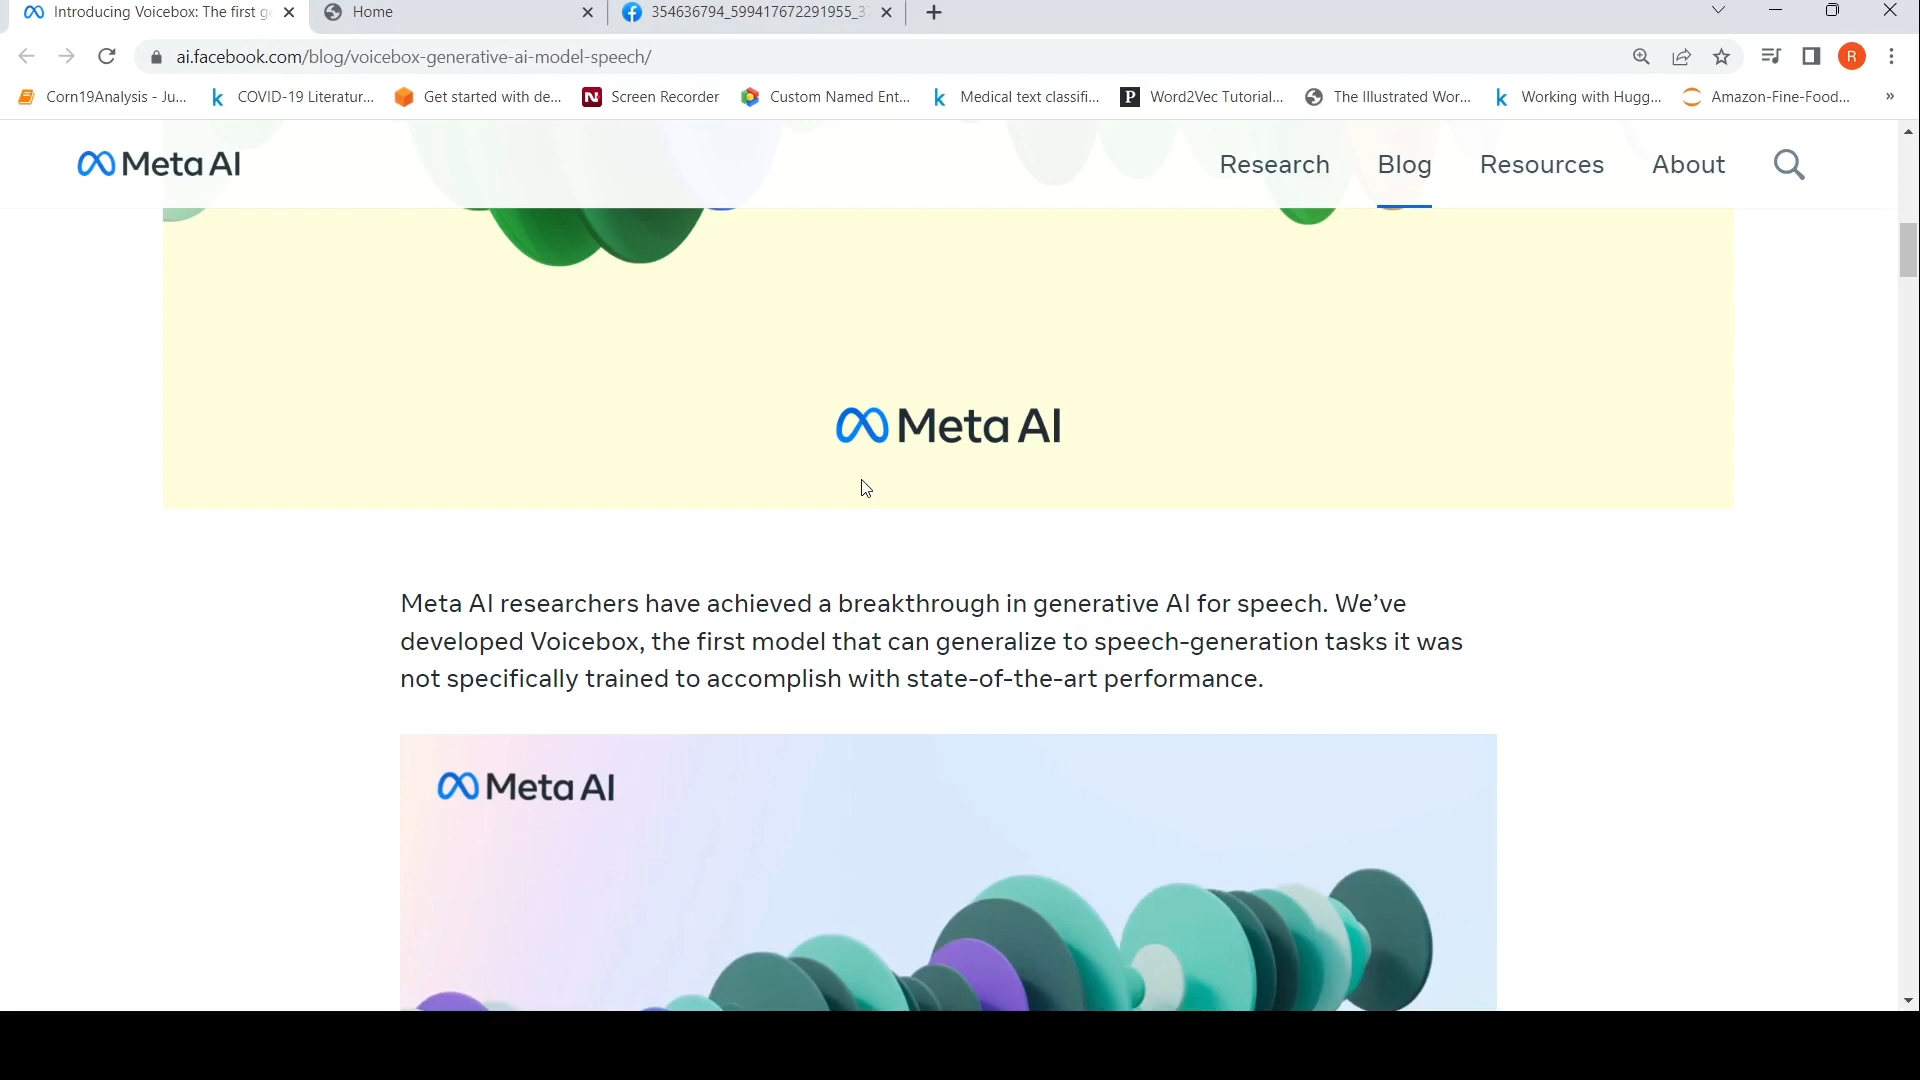 Introducing Voicebox: The first g
Home
354636794_599417672291955_3
ai.facebook.com/blog/voicebox-generative-ai-model-speech/
R
Corn19Analysis - Ju...
COVID-19 Literatur...
Get started with de...
Screen Recorder
Custom Named Ent...
Medical text classifi...
Word2Vec Tutorial...
The Illustrated Wor...
Working with Hugg...
Amazon-Fine-Food...
»
Meta AI
Research
Blog
Resources
About
Meta AI
Meta AI researchers have achieved a breakthrough in generative AI for speech. We’ve
developed Voicebox, the first model that can generalize to speech-generation tasks it was
not specifically trained to accomplish with state-of-the-art performance.
Meta AI